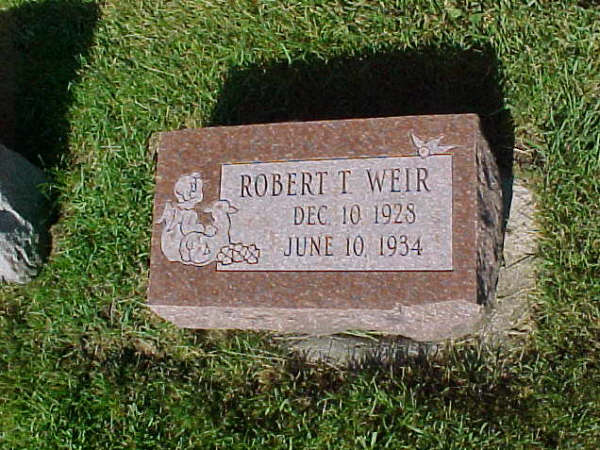 ROBERT T. WEIR
DEC. 10, 1928
JUNE 10, 1934